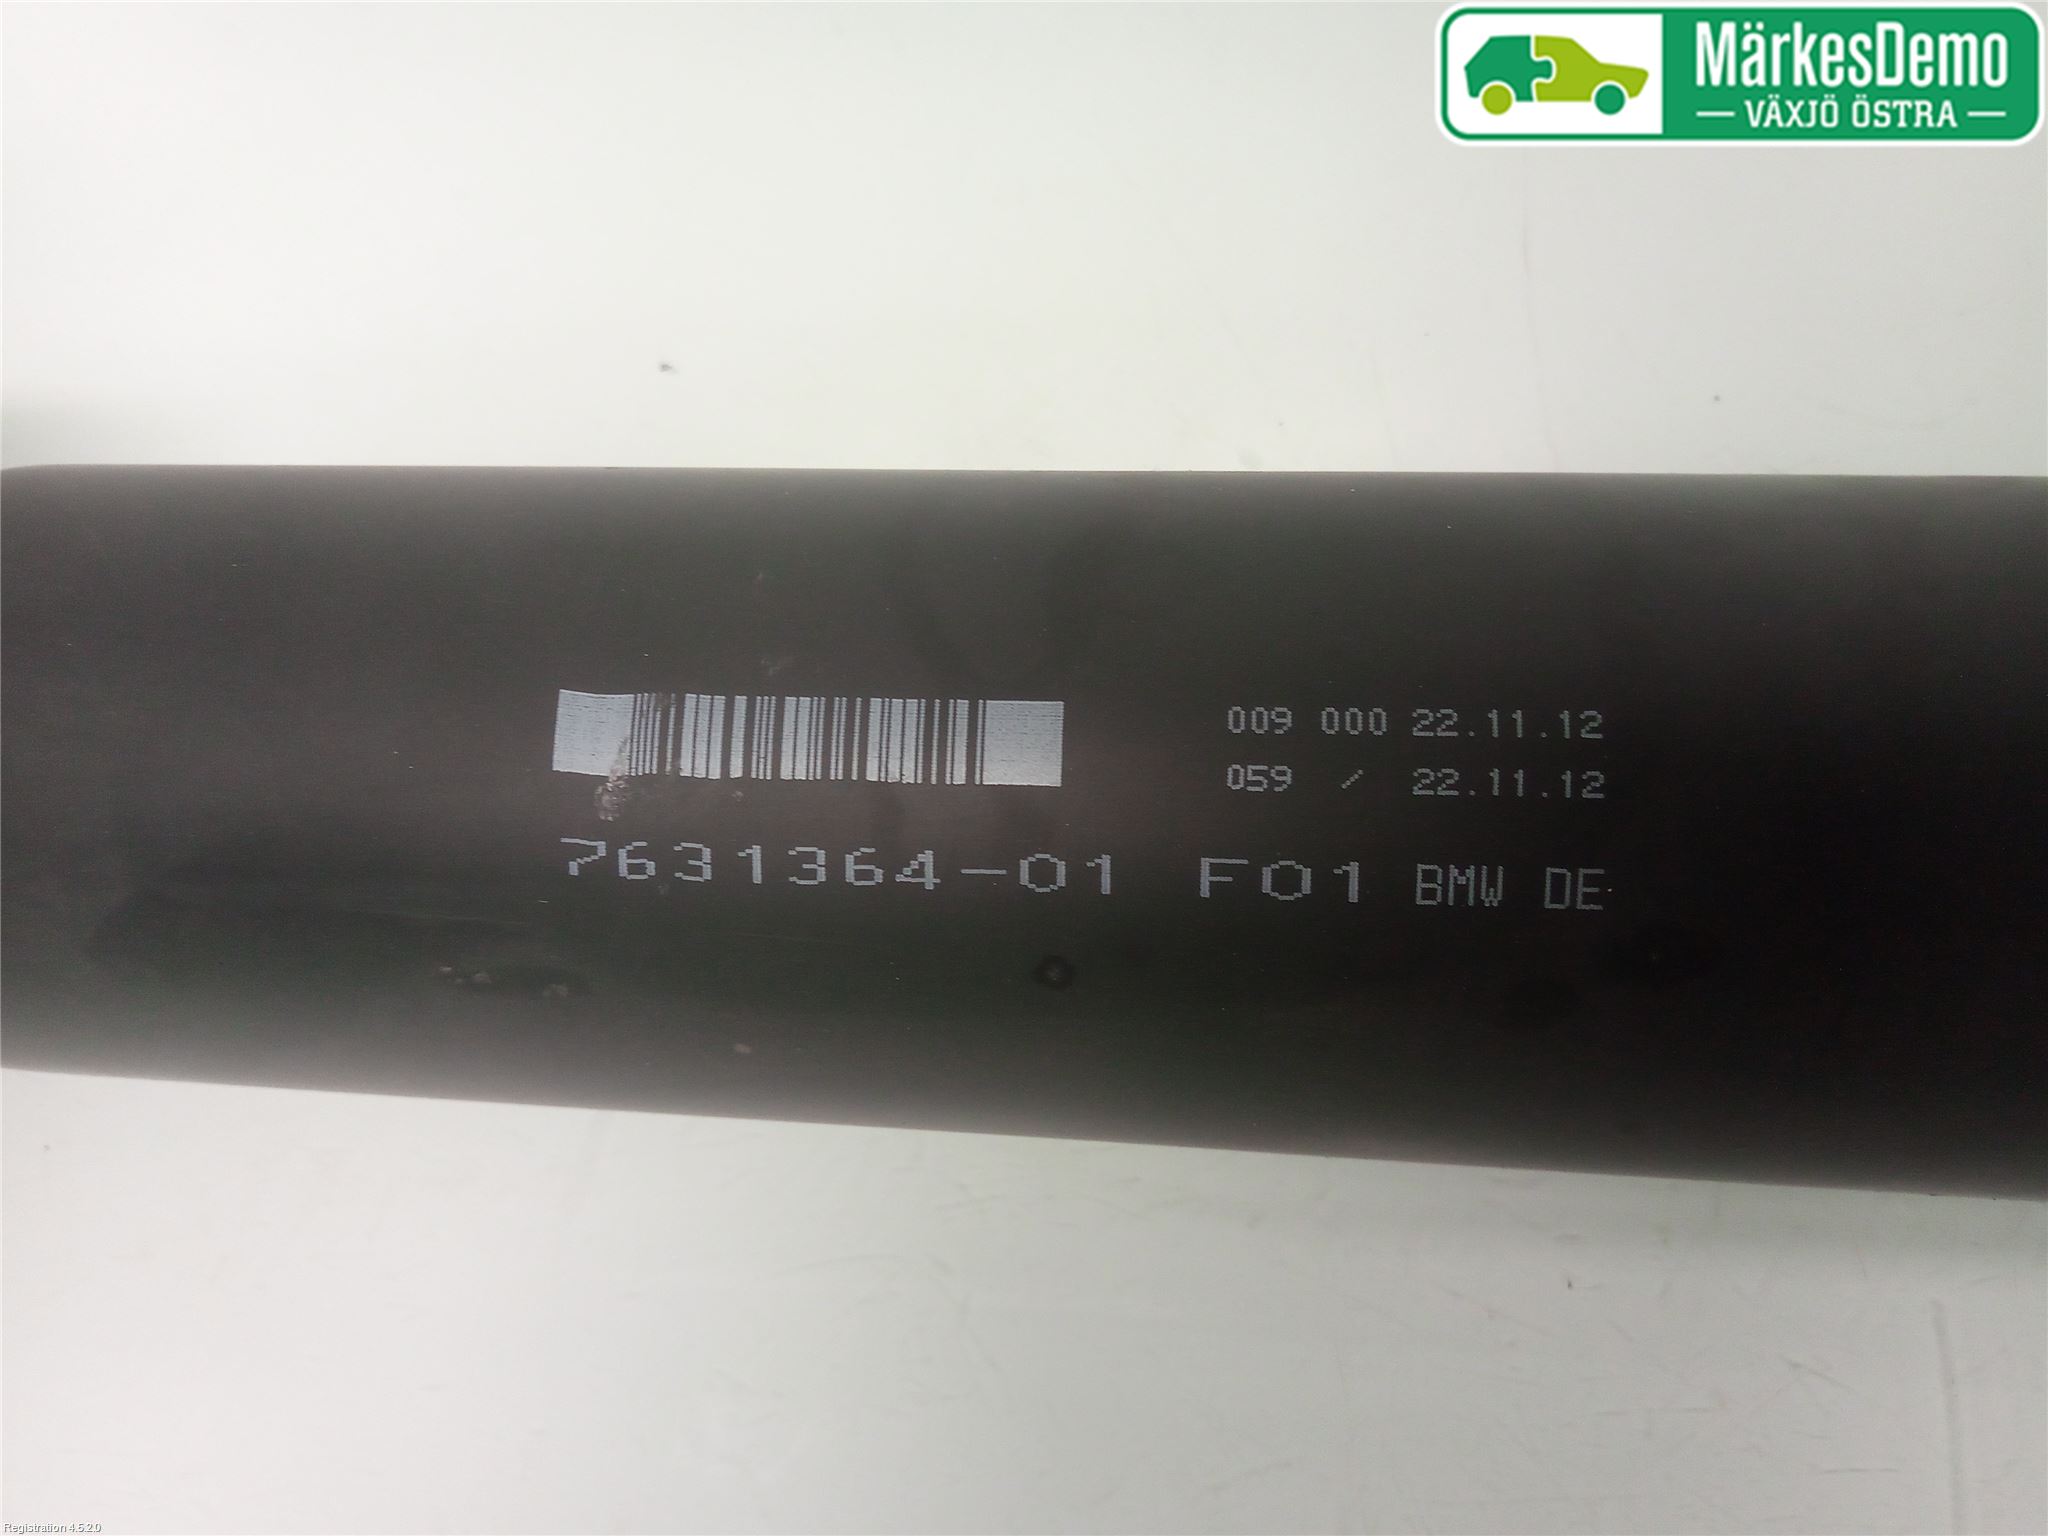 MärkesDemo
VÄXJÖ ÖSTRA
009 000 22.11.12
059 / 22.11.12
7631364-01 F01 BMW DE
Registration 4.5.2.0